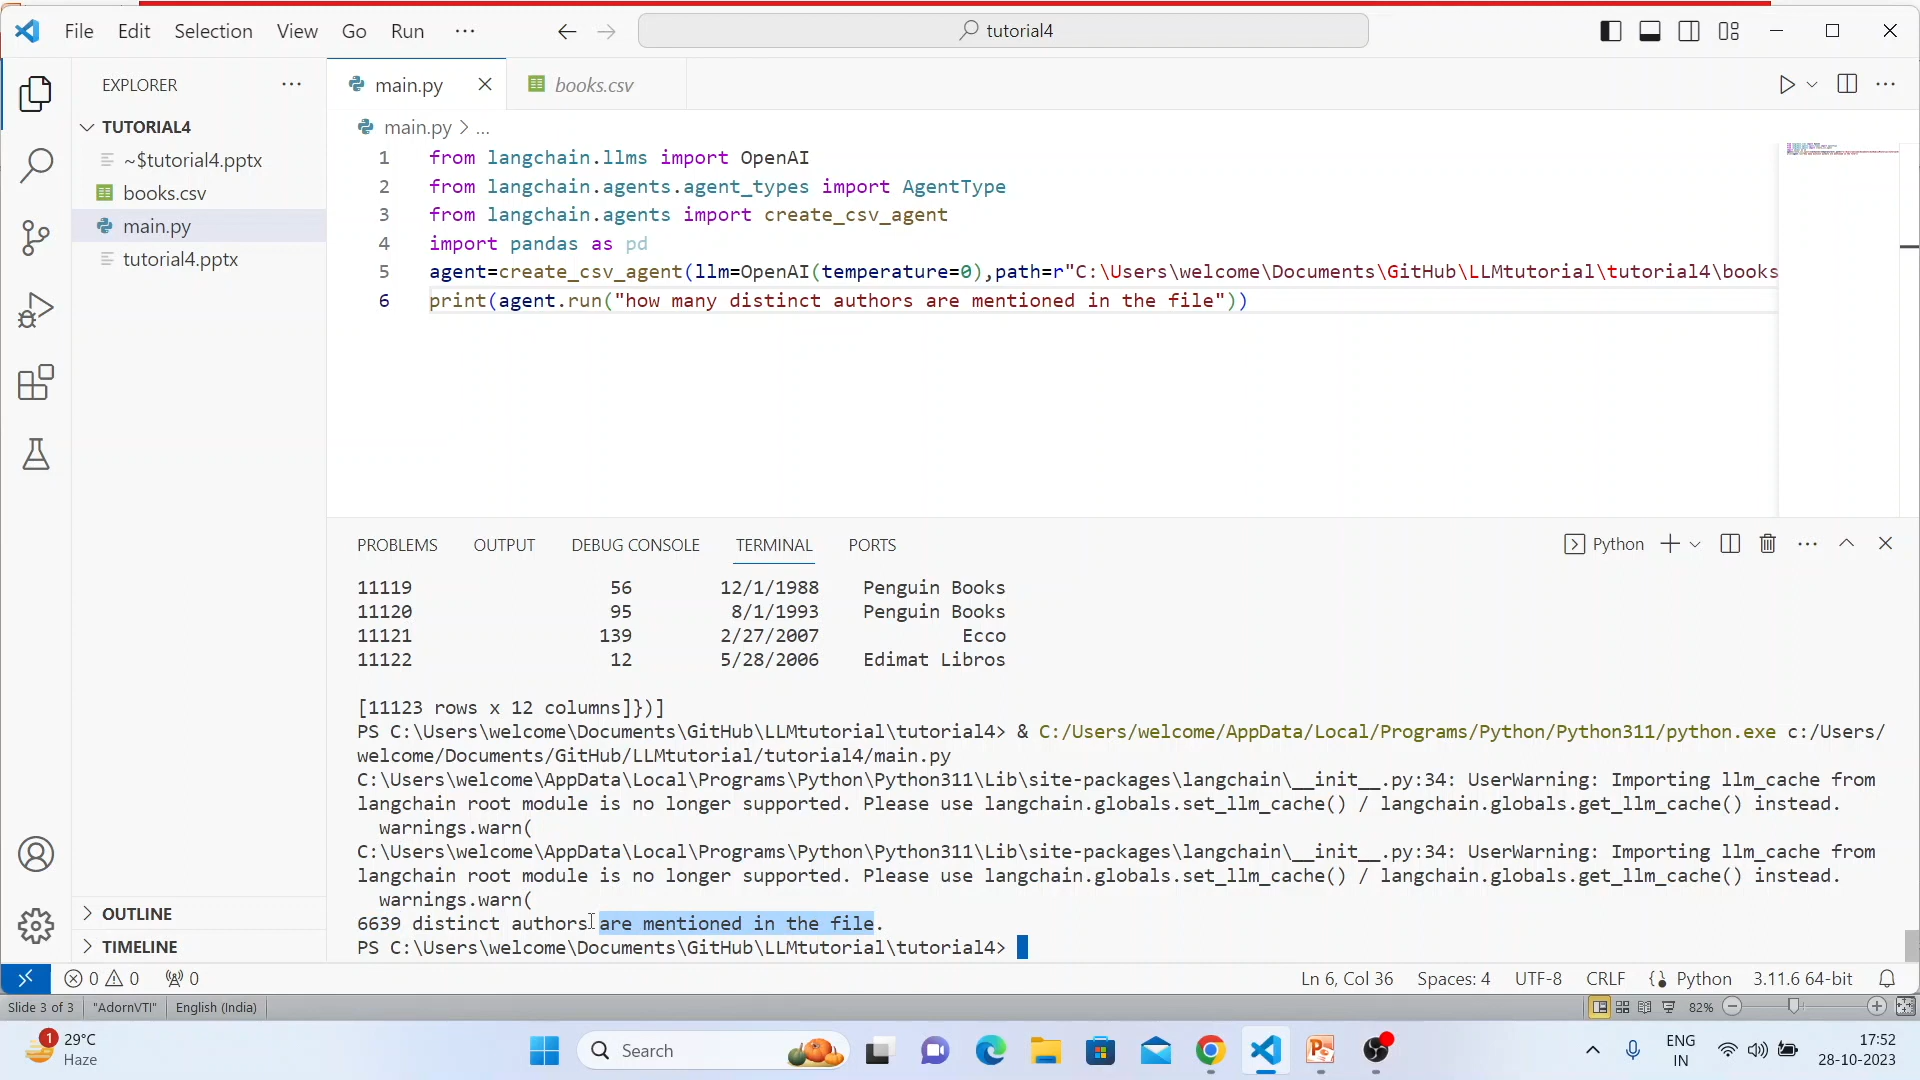 File Edit Selection View Go Run ... tutorial4
EXPLORER ...
TUTORIAL4
~$tutorial4.pptx
books.csv
main.py
tutorial4.pptx
OUTLINE
TIMELINE
main.py books.csv ...
main.py > ...
1 from langchain.llms import OpenAI
2 from langchain.agents.agent_types import AgentType
3 from langchain.agents import create_csv_agent
4 import pandas as pd
5 agent=create_csv_agent(llm=OpenAI(temperature=0),path=r"C:\Users\welcome\Documents\GitHub\LLMtutorial\tutorial4\books
6 print(agent.run("how many distinct authors are mentioned in the file"))
PROBLEMS OUTPUT DEBUG CONSOLE TERMINAL PORTS Python ...
11119 56 12/1/1988 Penguin Books
11120 95 8/1/1993 Penguin Books
11121 139 2/27/2007 Ecco
11122 12 5/28/2006 Edimat Libros
[11123 rows x 12 columns]})]
PS C:\Users\welcome\Documents\GitHub\LLMtutorial\tutorial4> & C:/Users/welcome/AppData/Local/Programs/Python/Python311/python.exe c:/Users/
welcome/Documents/GitHub/LLMtutorial/tutorial4/main.py
C:\Users\welcome\AppData\Local\Programs\Python\Python311\Lib\site-packages\langchain\__init__.py:34: UserWarning: Importing llm_cache from
langchain root module is no longer supported. Please use langchain.globals.set_llm_cache() / langchain.globals.get_llm_cache() instead.
warnings.warn(
C:\Users\welcome\AppData\Local\Programs\Python\Python311\Lib\site-packages\langchain\__init__.py:34: UserWarning: Importing llm_cache from
langchain root module is no longer supported. Please use langchain.globals.set_llm_cache() / langchain.globals.get_llm_cache() instead.
warnings.warn(
6639 distinct authors are mentioned in the file.
PS C:\Users\welcome\Documents\GitHub\LLMtutorial\tutorial4>
0 0 0 Ln 6, Col 36 Spaces: 4 UTF-8 CRLF Python 3.11.6 64-bit
Slide 3 of 3 "AdornVTI" English (India) 82%
1 29°C
Haze
Search
ENG
IN
17:52
28-10-2023